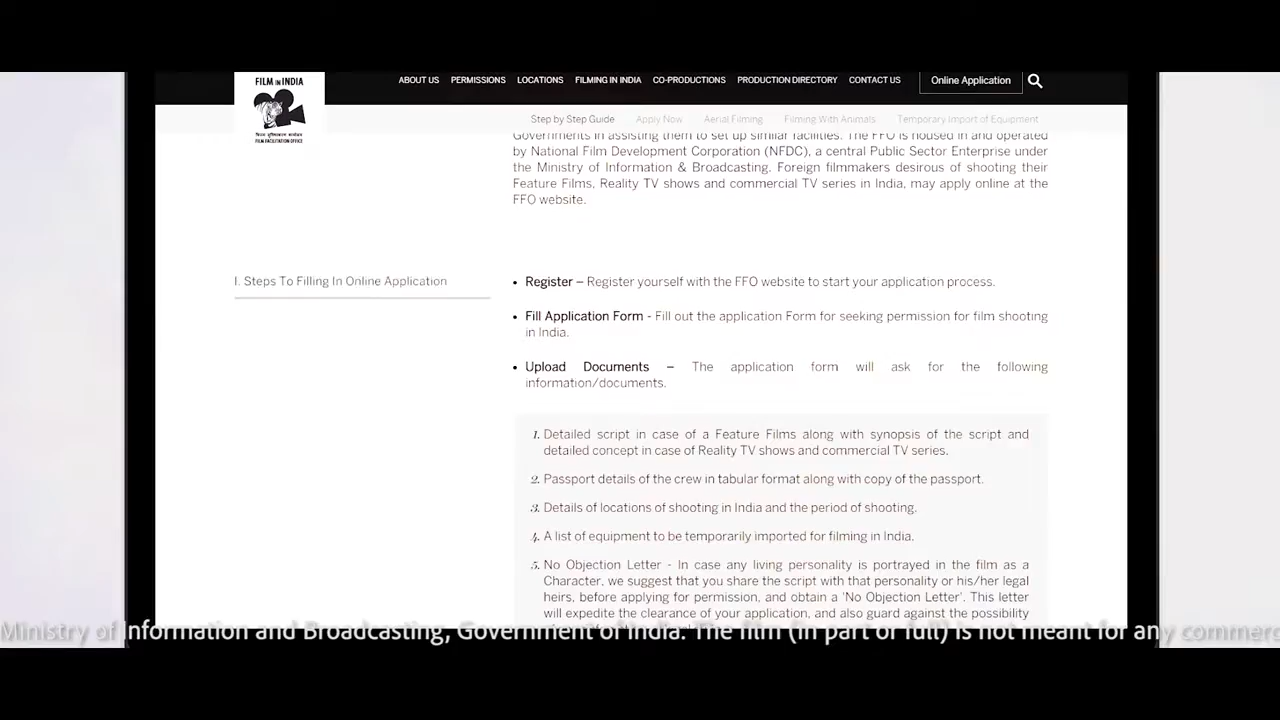 FILM IN INDIA
फिल्म सुविधाकरण कार्यालय
FILM FACILITATION OFFICE
ABOUT US PERMISSIONS LOCATIONS FILMING IN INDIA CO-PRODUCTIONS PRODUCTION DIRECTORY CONTACT US Online Application
Step by Step Guide Apply Now Aerial Filming Filming With Animals Temporary Import of Equipment
Governments in assisting them to set up similar facilities. The FFO is housed in and operated
by National Film Development Corporation (NFDC), a central Public Sector Enterprise under
the Ministry of Information & Broadcasting. Foreign filmmakers desirous of shooting their
Feature Films, Reality TV shows and commercial TV series in India, may apply online at the
FFO website.
I. Steps To Filling In Online Application
• Register – Register yourself with the FFO website to start your application process.
• Fill Application Form - Fill out the application Form for seeking permission for film shooting
in India.
• Upload Documents – The application form will ask for the following
information/documents.
1. Detailed script in case of a Feature Films along with synopsis of the script and
detailed concept in case of Reality TV shows and commercial TV series.
2. Passport details of the crew in tabular format along with copy of the passport.
3. Details of locations of shooting in India and the period of shooting.
4. A list of equipment to be temporarily imported for filming in India.
5. No Objection Letter - In case any living personality is portrayed in the film as a
Character, we suggest that you share the script with that personality or his/her legal
heirs, before applying for permission, and obtain a 'No Objection Letter'. This letter
will expedite the clearance of your application, and also guard against the possibility
Ministry of Information and Broadcasting, Government of India. The film (in part or full) is not meant for any commerc